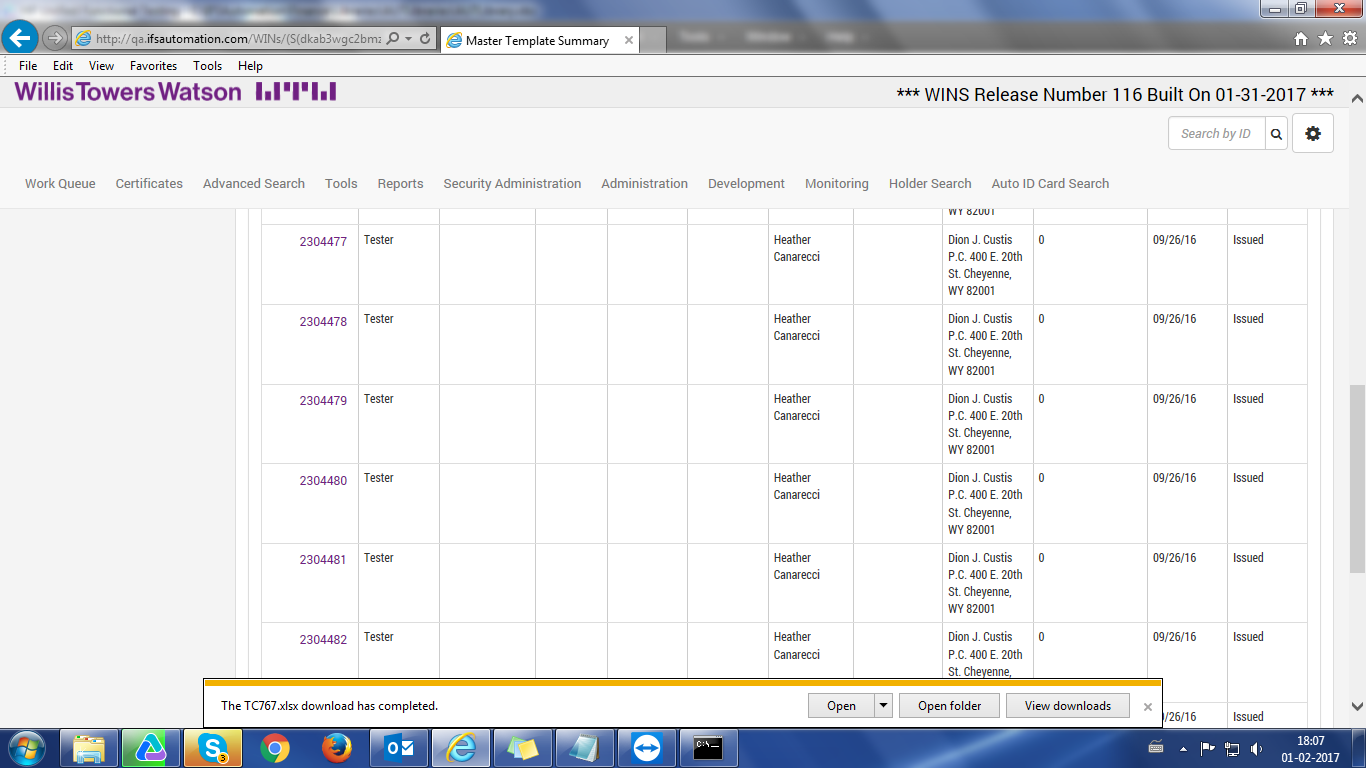 http://qa.ifsautomation.com/WINs/(S(dkab3wgc2bmz
Master Template Summary
File Edit View Favorites Tools Help
Willis Towers Watson
*** WINS Release Number 116 Built On 01-31-2017 ***
Search by ID
Work Queue Certificates Advanced Search Tools Reports Security Administration Administration Development Monitoring Holder Search Auto ID Card Search
WY 82001
2304477 Tester Heather Dion J. Custis 0 09/26/16 Issued
Canarecci P.C. 400 E. 20th
St. Cheyenne,
WY 82001
2304478 Tester Heather Dion J. Custis 0 09/26/16 Issued
Canarecci P.C. 400 E. 20th
St. Cheyenne,
WY 82001
2304479 Tester Heather Dion J. Custis 0 09/26/16 Issued
Canarecci P.C. 400 E. 20th
St. Cheyenne,
WY 82001
2304480 Tester Heather Dion J. Custis 0 09/26/16 Issued
Canarecci P.C. 400 E. 20th
St. Cheyenne,
WY 82001
2304481 Tester Heather Dion J. Custis 0 09/26/16 Issued
Canarecci P.C. 400 E. 20th
St. Cheyenne,
WY 82001
2304482 Tester Heather Dion J. Custis 0 09/26/16 Issued
Canarecci P.C. 400 E. 20th
St. Cheyenne,
The TC767.xlsx download has completed. Open Open folder View downloads
/26/16 Issued
3
18:07
01-02-2017